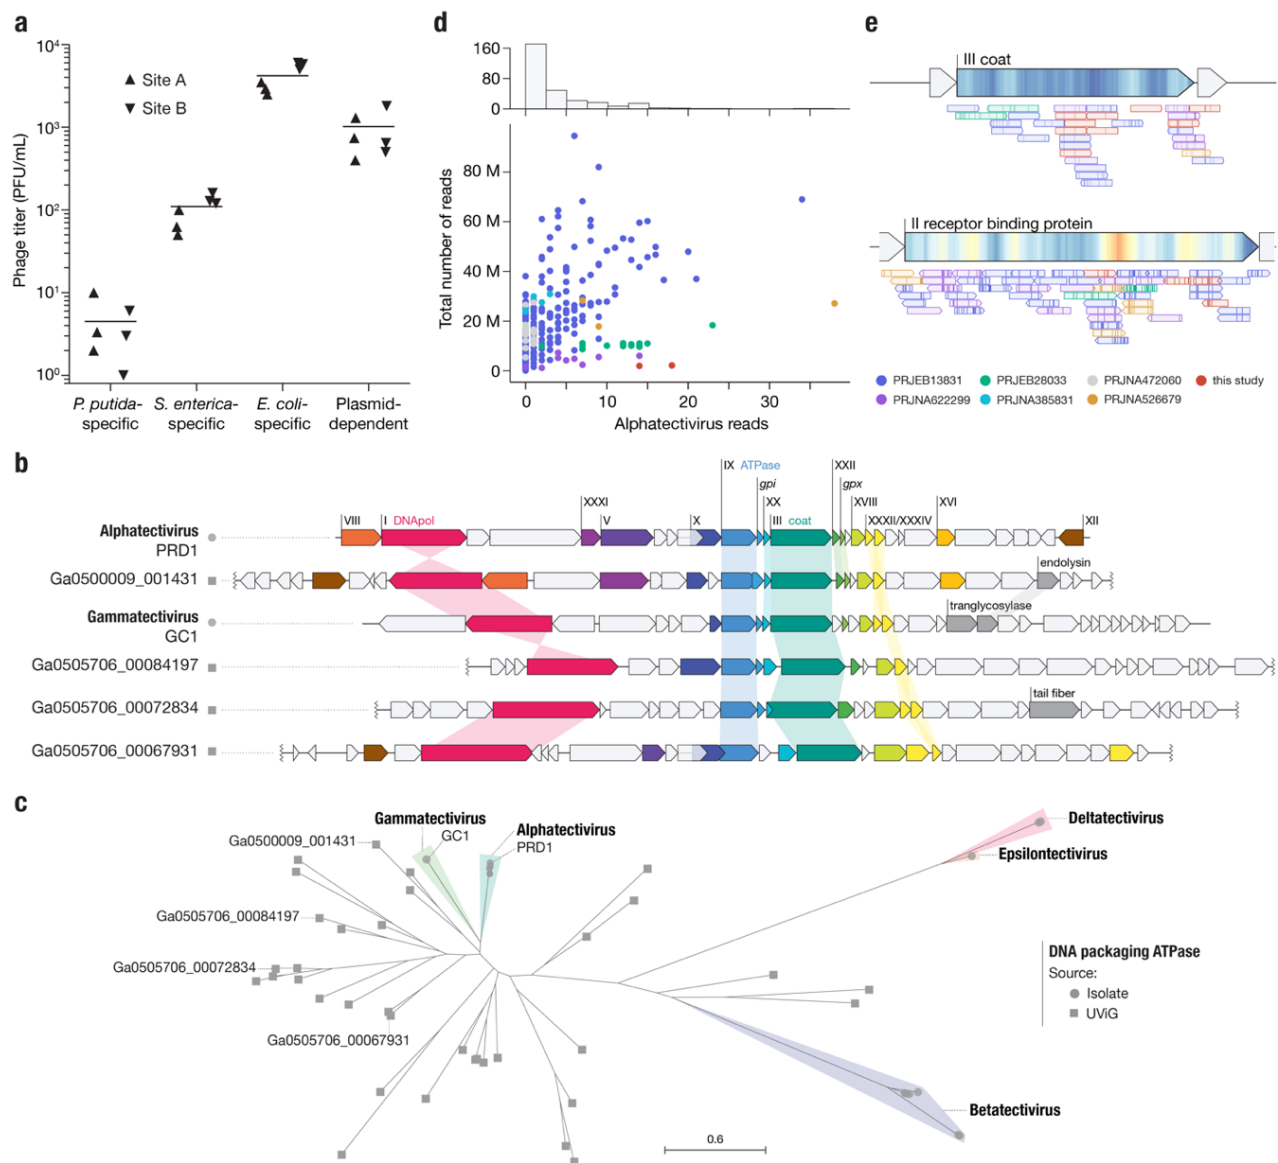 a
10⁴
10³
10²
10¹
10⁰
Phage titer (PFU/mL)
Site A
Site B
P. putida-
specific
S. enterica-
specific
E. coli-
specific
Plasmid-
dependent
d
160
80
0
80 M
60 M
40 M
20 M
0
Total number of reads
0
10
20
30
Alphatectivirus reads
e
III coat
II receptor binding protein
PRJEB13831
PRJEB28033
PRJNA472060
this study
PRJNA622299
PRJNA385831
PRJNA526679
b
IX ATPase
XXII
gpi
gpx
XXXI
XX
XVIII
XVI
VIII
I DNApol
V
X
III coat
XXXII/XXXIV
XII
Alphatectivirus
PRD1
Ga0500009_001431
endolysin
Gammatectivirus
GC1
tranglycosylase
Ga0505706_00084197
Ga0505706_00072834
tail fiber
Ga0505706_00067931
c
Gammatectivirus
GC1
Alphatectivirus
PRD1
Ga0500009_001431
Ga0505706_00084197
Ga0505706_00072834
Ga0505706_00067931
Deltatectivirus
Epsilontectivirus
DNA packaging ATPase
Source:
Isolate
UViG
Betatectivirus
0.6